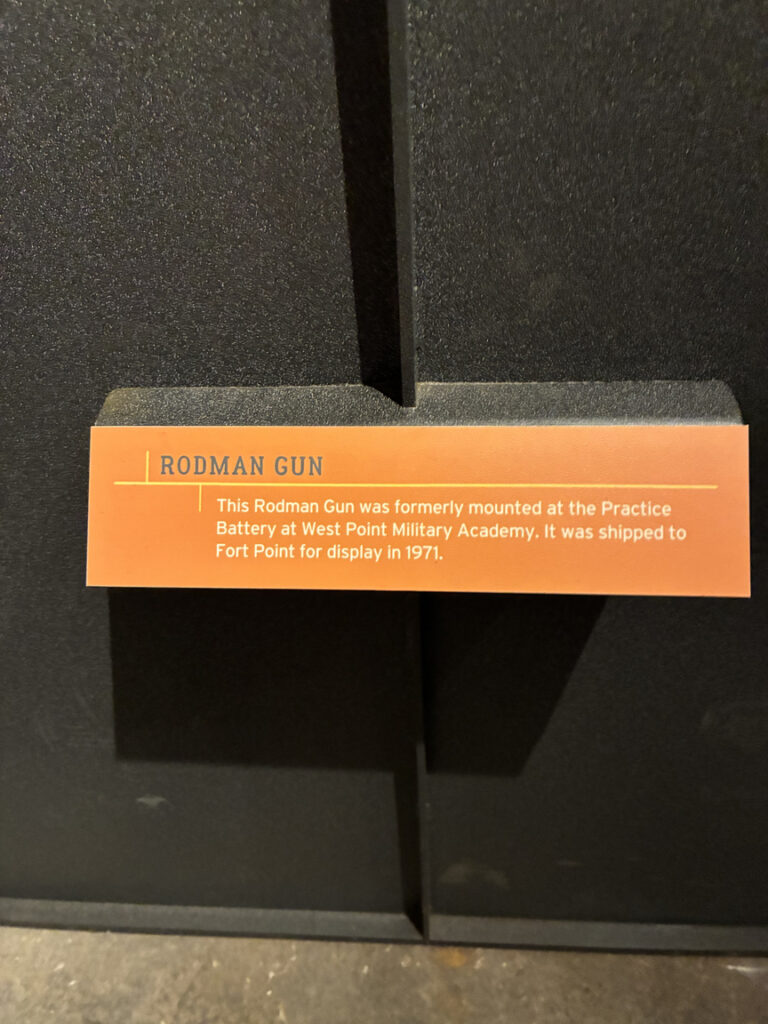 RODMAN GUN
This Rodman Gun was formerly mounted at the Practice
Battery at West Point Military Academy. It was shipped to
Fort Point for display in 1971.